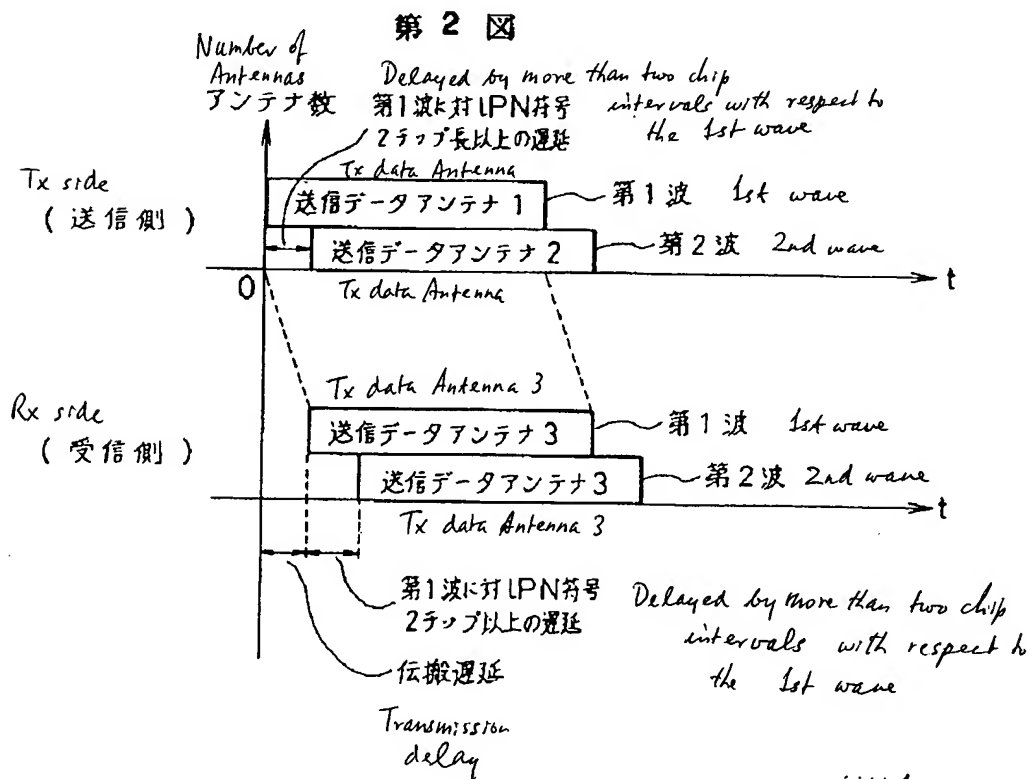 第2図
Number of
Antennas
アンテナ数
Delayed by more than two chip
intervals with respect to
the 1st wave
第1波に対しPN符号
2チップ長以上の遅延
Tx side
(送信側)
Tx data Antenna
送信データアンテナ1
第1波 1st wave
送信データアンテナ2
第2波 2nd wave
0
Tx data Antenna
t
Rx side
(受信側)
Tx data Antenna 3
送信データアンテナ3
第1波 1st wave
送信データアンテナ3
第2波 2nd wave
t
Tx data Antenna 3
第1波に対しPN符号
2チップ以上の遅延
Delayed by more than two chip
intervals with respect to
the 1st wave
伝搬遅延
Transmission
delay